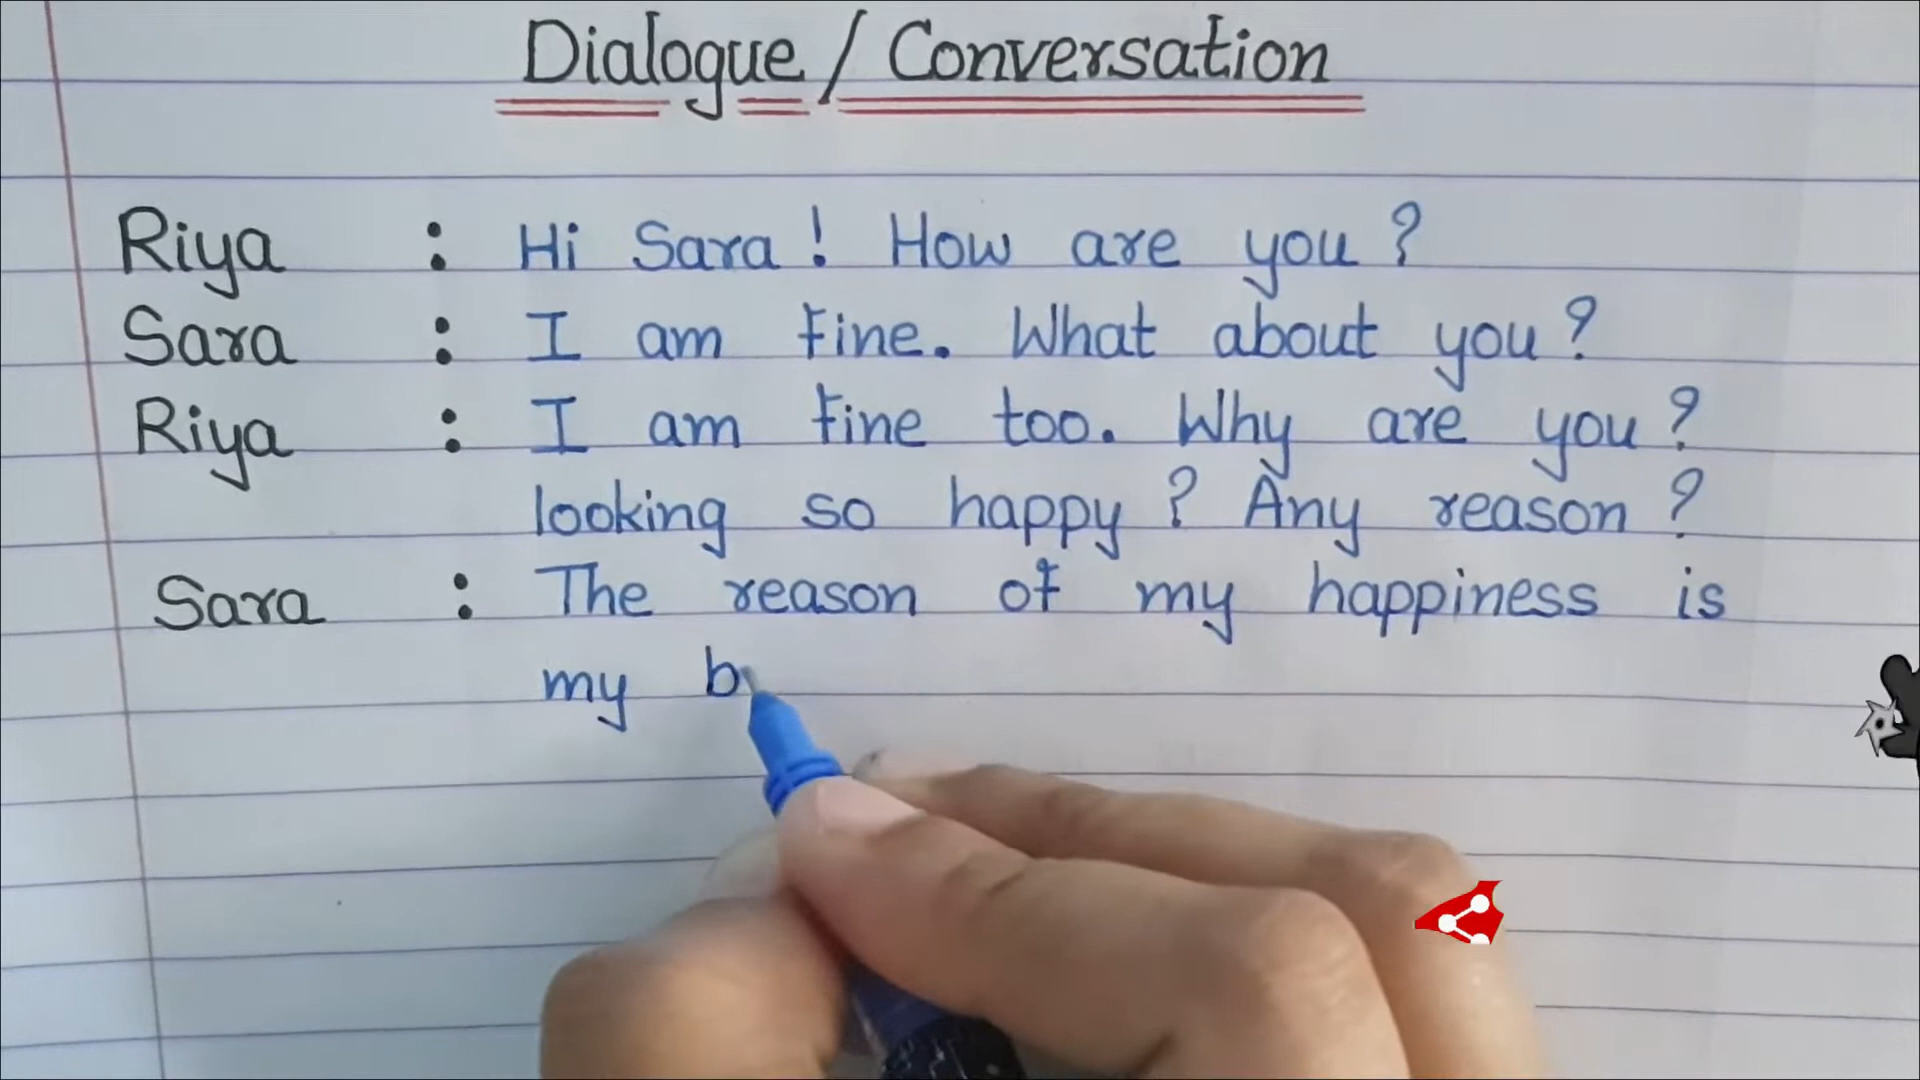 Dialogue / Conversation
Riya : Hi Sara! How are you?
Sara : I am fine. What about you?
Riya : I am fine too. Why are you?
looking so happy? Any reason?
Sara : The reason of my happiness is
my b